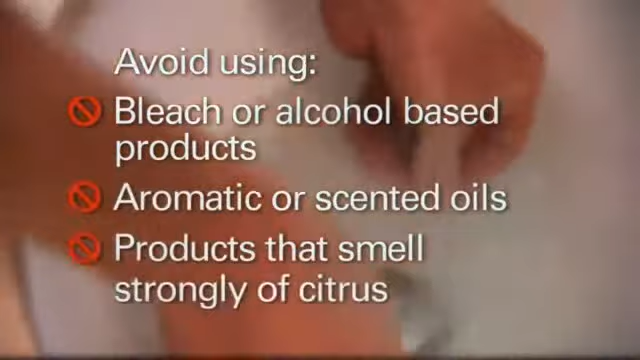 Avoid using:
Bleach or alcohol based
products
Aromatic or scented oils
Products that smell
strongly of citrus